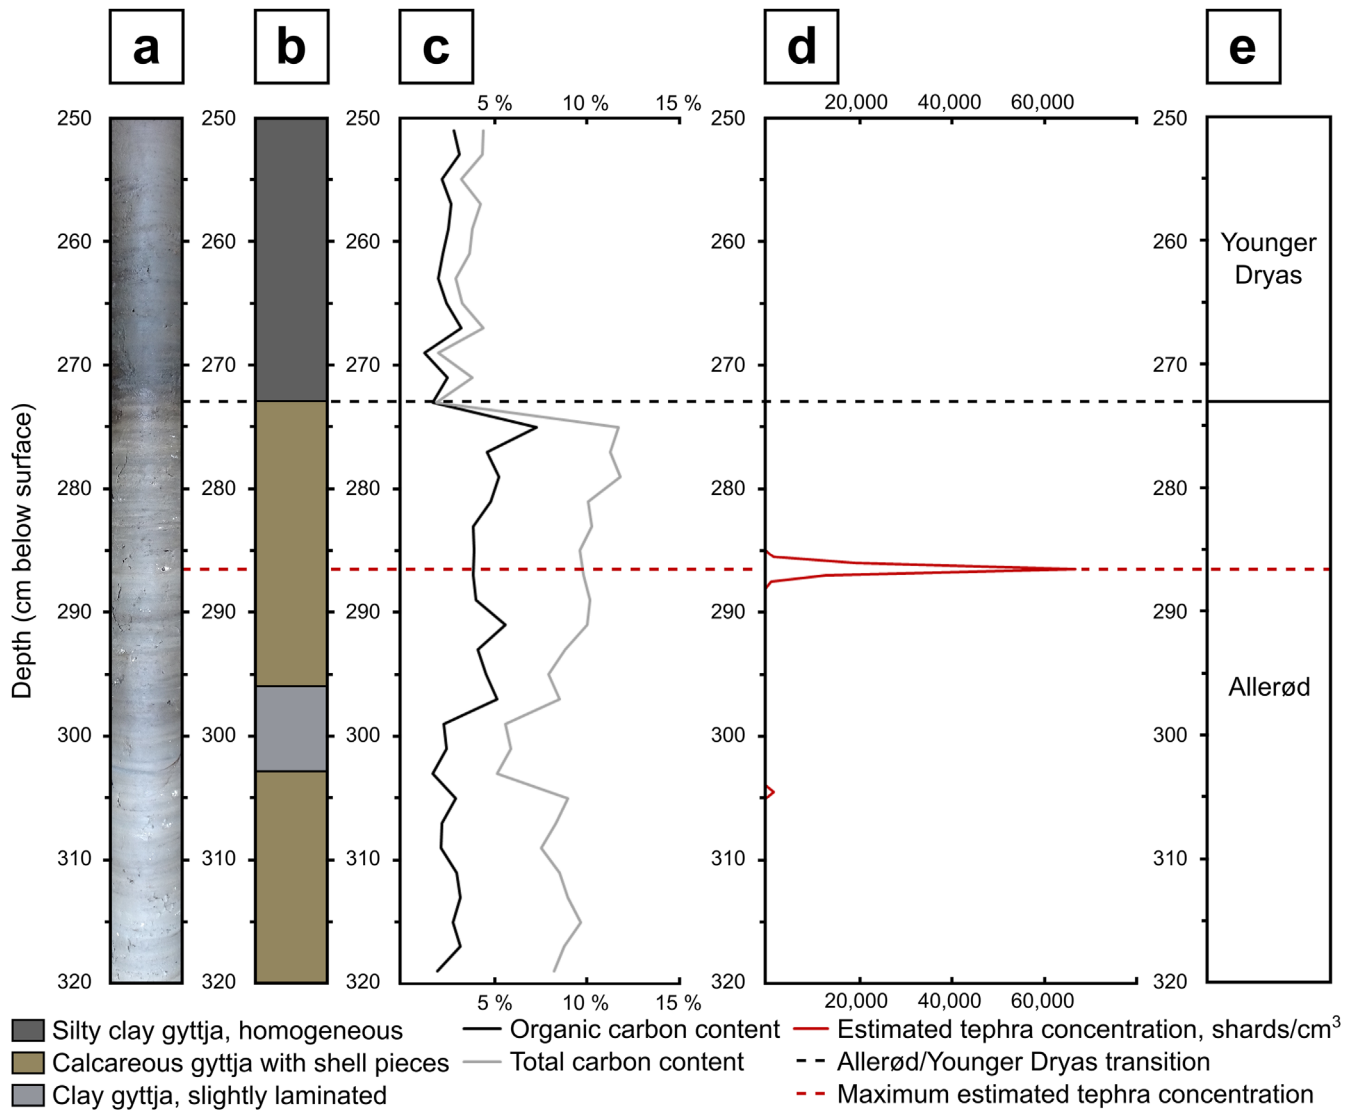 a b c d e
5 % 10 % 15 % 20,000 40,000 60,000
250 250 250 250 250
260 260 260 260 260
Younger
Dryas
270 270 270 270 270
280 280 280 280 280
290 290 290 290 290
Allerød
300 300 300 300 300
310 310 310 310 310
320 320 320 320 320
Depth (cm below surface)
5 % 10 % 15 % 20,000 40,000 60,000
Silty clay gyttja, homogeneous
Calcareous gyttja with shell pieces
Clay gyttja, slightly laminated
Organic carbon content
Total carbon content
Estimated tephra concentration, shards/cm³
Allerød/Younger Dryas transition
Maximum estimated tephra concentration